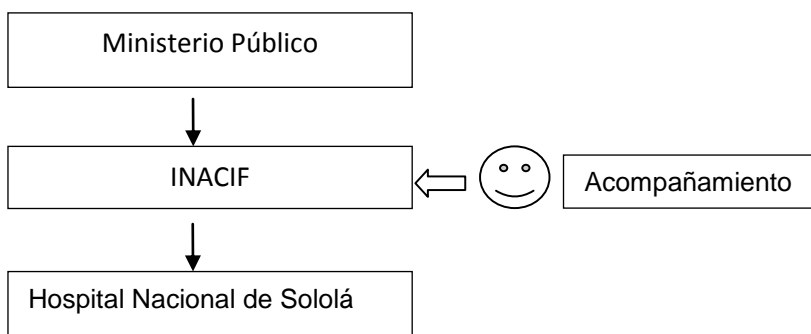 Ministerio Público
INACIF
Acompañamiento
Hospital Nacional de Sololá